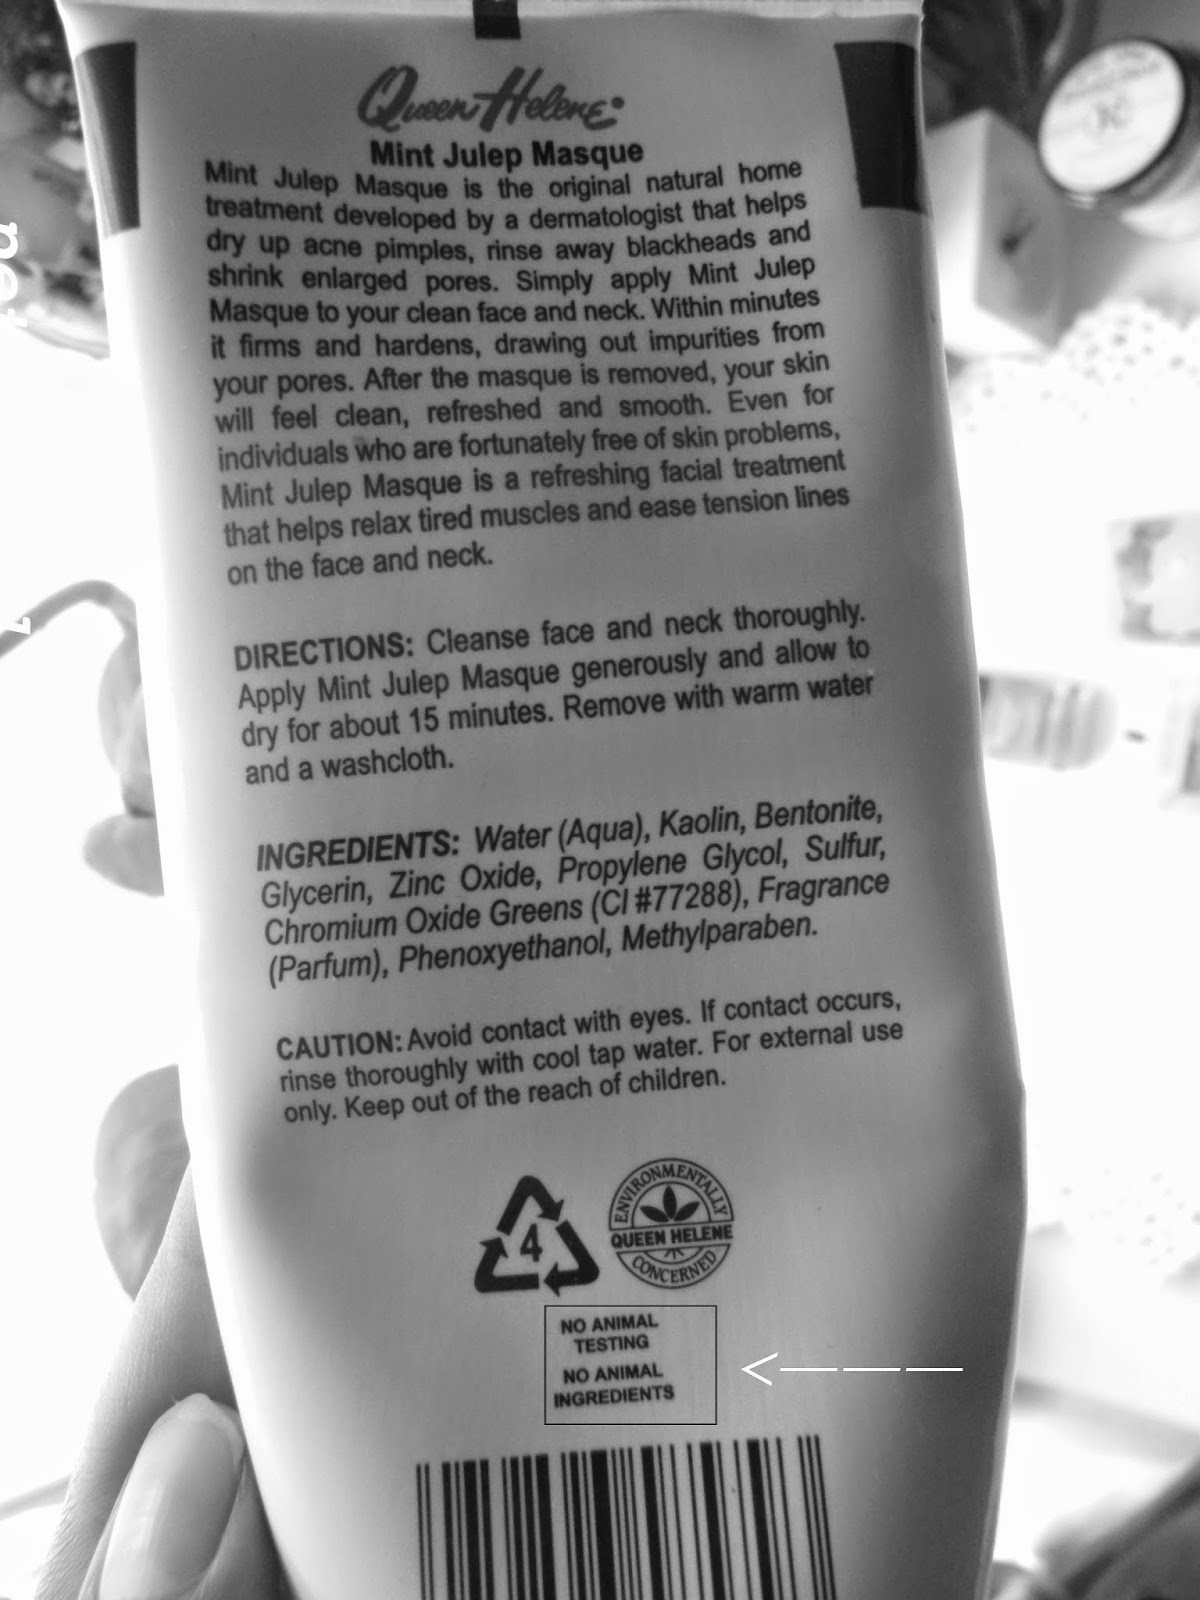 Queen Helene
Mint Julep Masque
Mint Julep Masque is the original natural home
treatment developed by a dermatologist that helps
dry up acne pimples, rinse away blackheads and
shrink enlarged pores. Simply apply Mint Julep
Masque to your clean face and neck. Within minutes
it firms and hardens, drawing out impurities from
your pores. After the masque is removed, your skin
will feel clean, refreshed and smooth. Even for
individuals who are fortunately free of skin problems,
Mint Julep Masque is a refreshing facial treatment
that helps relax tired muscles and ease tension lines
on the face and neck.
DIRECTIONS: Cleanse face and neck thoroughly.
Apply Mint Julep Masque generously and allow to
dry for about 15 minutes. Remove with warm water
and a washcloth.
INGREDIENTS: Water (Aqua), Kaolin, Bentonite,
Glycerin, Zinc Oxide, Propylene Glycol, Sulfur,
Chromium Oxide Greens (CI #77288), Fragrance
(Parfum), Phenoxyethanol, Methylparaben.
CAUTION: Avoid contact with eyes. If contact occurs,
rinse thoroughly with cool tap water. For external use
only. Keep out of the reach of children.
4
ENVIRONMENTALLY
QUEEN HELENE
CONCERNED
NO ANIMAL
TESTING
NO ANIMAL
INGREDIENTS